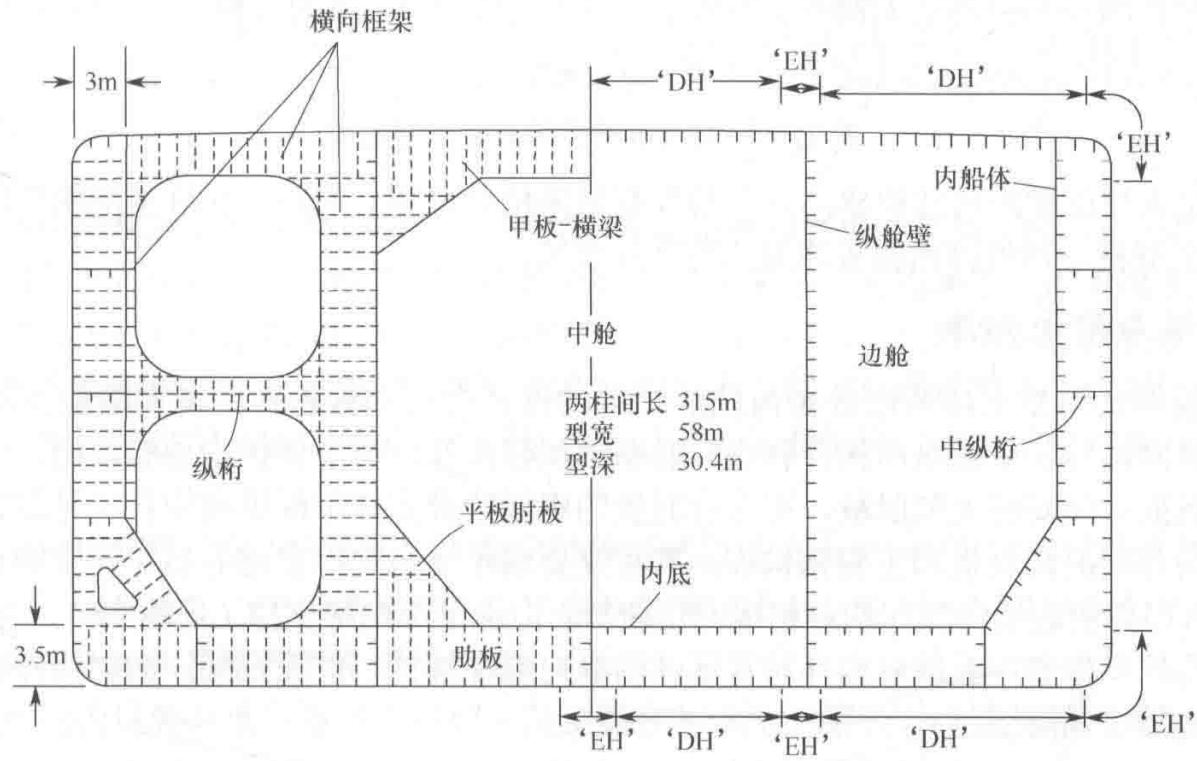 横向框架
3m
‘DH’
‘EH’
‘DH’
‘EH’
内船体
甲板-横梁
纵舱壁
中舱
边舱
两柱间长 315m
型宽 58m
型深 30.4m
纵桁
中纵桁
平板肘板
内底
3.5m
肋板
‘EH’
‘DH’
‘EH’
‘DH’
‘EH’